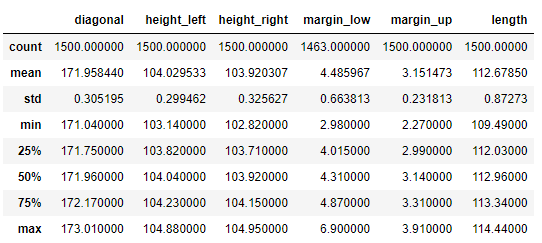 diagonal height_left height_right margin_low margin_up length
count 1500.000000 1500.000000 1500.000000 1463.000000 1500.000000 1500.00000
mean 171.958440 104.029533 103.920307 4.485967 3.151473 112.67850
std 0.305195 0.299462 0.325627 0.663813 0.231813 0.87273
min 171.040000 103.140000 102.820000 2.980000 2.270000 109.49000
25% 171.750000 103.820000 103.710000 4.015000 2.990000 112.03000
50% 171.960000 104.040000 103.920000 4.310000 3.140000 112.96000
75% 172.170000 104.230000 104.150000 4.870000 3.310000 113.34000
max 173.010000 104.880000 104.950000 6.900000 3.910000 114.44000